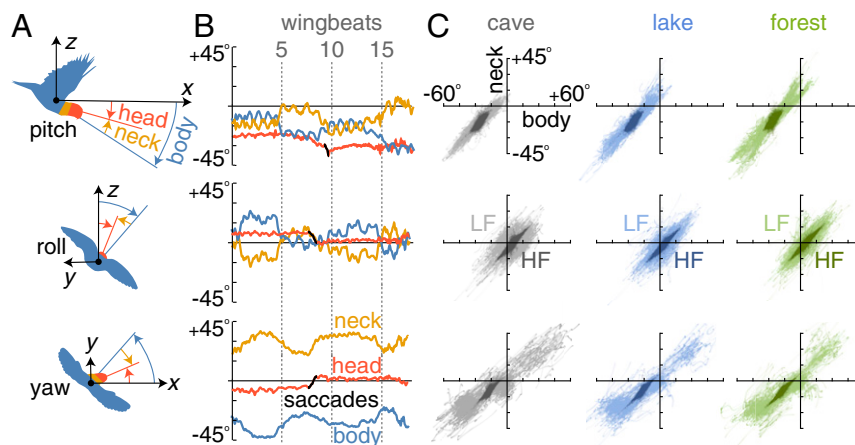 A
z
x
head
neck
body
pitch
z
roll
y
y
yaw
x
B
wingbeats
+45°
5
10
15
-45°
+45°
-45°
+45°
neck
head
saccades
-45°
body
C
cave
lake
forest
neck
+45°
-60°
+60°
body
-45°
LF
HF
LF
HF
LF
HF